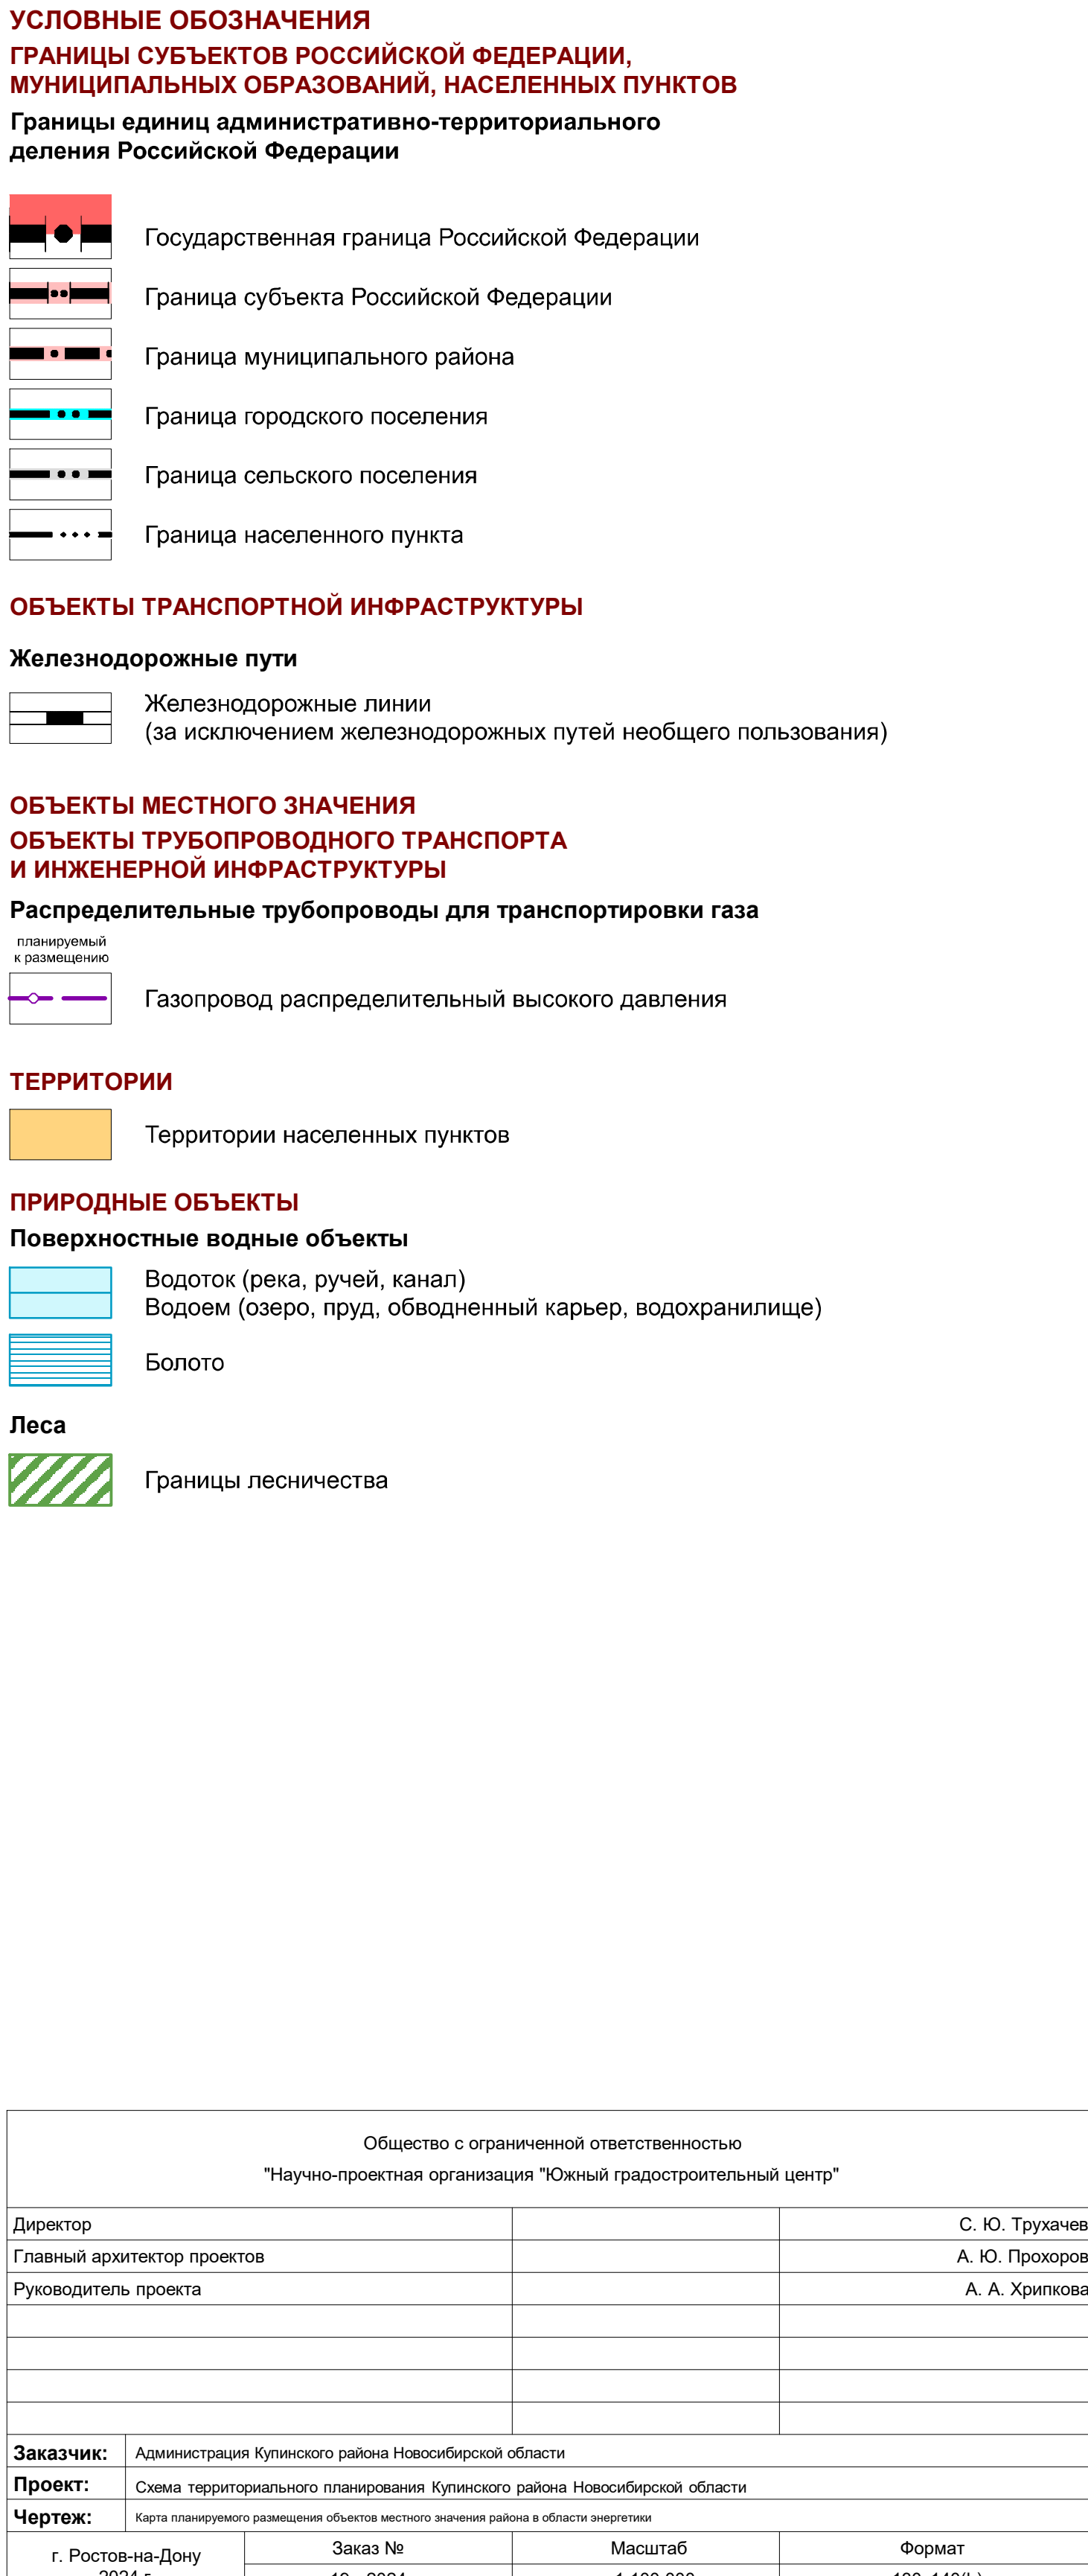 УСЛОВНЫЕ ОБОЗНАЧЕНИЯ
ГРАНИЦЫ СУБЪЕКТОВ РОССИЙСКОЙ ФЕДЕРАЦИИ,
МУНИЦИПАЛЬНЫХ ОБРАЗОВАНИЙ, НАСЕЛЕННЫХ ПУНКТОВ
Границы единиц административно-территориального
деления Российской Федерации
Государственная граница Российской Федерации
Граница субъекта Российской Федерации
Граница муниципального района
Граница городского поселения
Граница сельского поселения
Граница населенного пункта
ОБЪЕКТЫ ТРАНСПОРТНОЙ ИНФРАСТРУКТУРЫ
Железнодорожные пути
Железнодорожные линии
(за исключением железнодорожных путей необщего пользования)
ОБЪЕКТЫ МЕСТНОГО ЗНАЧЕНИЯ
ОБЪЕКТЫ ТРУБОПРОВОДНОГО ТРАНСПОРТА
И ИНЖЕНЕРНОЙ ИНФРАСТРУКТУРЫ
Распределительные трубопроводы для транспортировки газа
планируемый
к размещению
Газопровод распределительный высокого давления
ТЕРРИТОРИИ
Территории населенных пунктов
ПРИРОДНЫЕ ОБЪЕКТЫ
Поверхностные водные объекты
Водоток (река, ручей, канал)
Водоем (озеро, пруд, обводненный карьер, водохранилище)
Болото
Леса
Границы лесничества
Общество с ограниченной ответственностью
"Научно-проектная организация "Южный градостроительный центр"
Директор С. Ю. Трухачев
Главный архитектор проектов А. Ю. Прохоров
Руководитель проекта А. А. Хрипкова
Заказчик: Администрация Купинского района Новосибирской области
Проект: Схема территориального планирования Купинского района Новосибирской области
Чертеж: Карта планируемого размещения объектов местного значения района в области энергетики
г. Ростов-на-Дону Заказ № Масштаб Формат